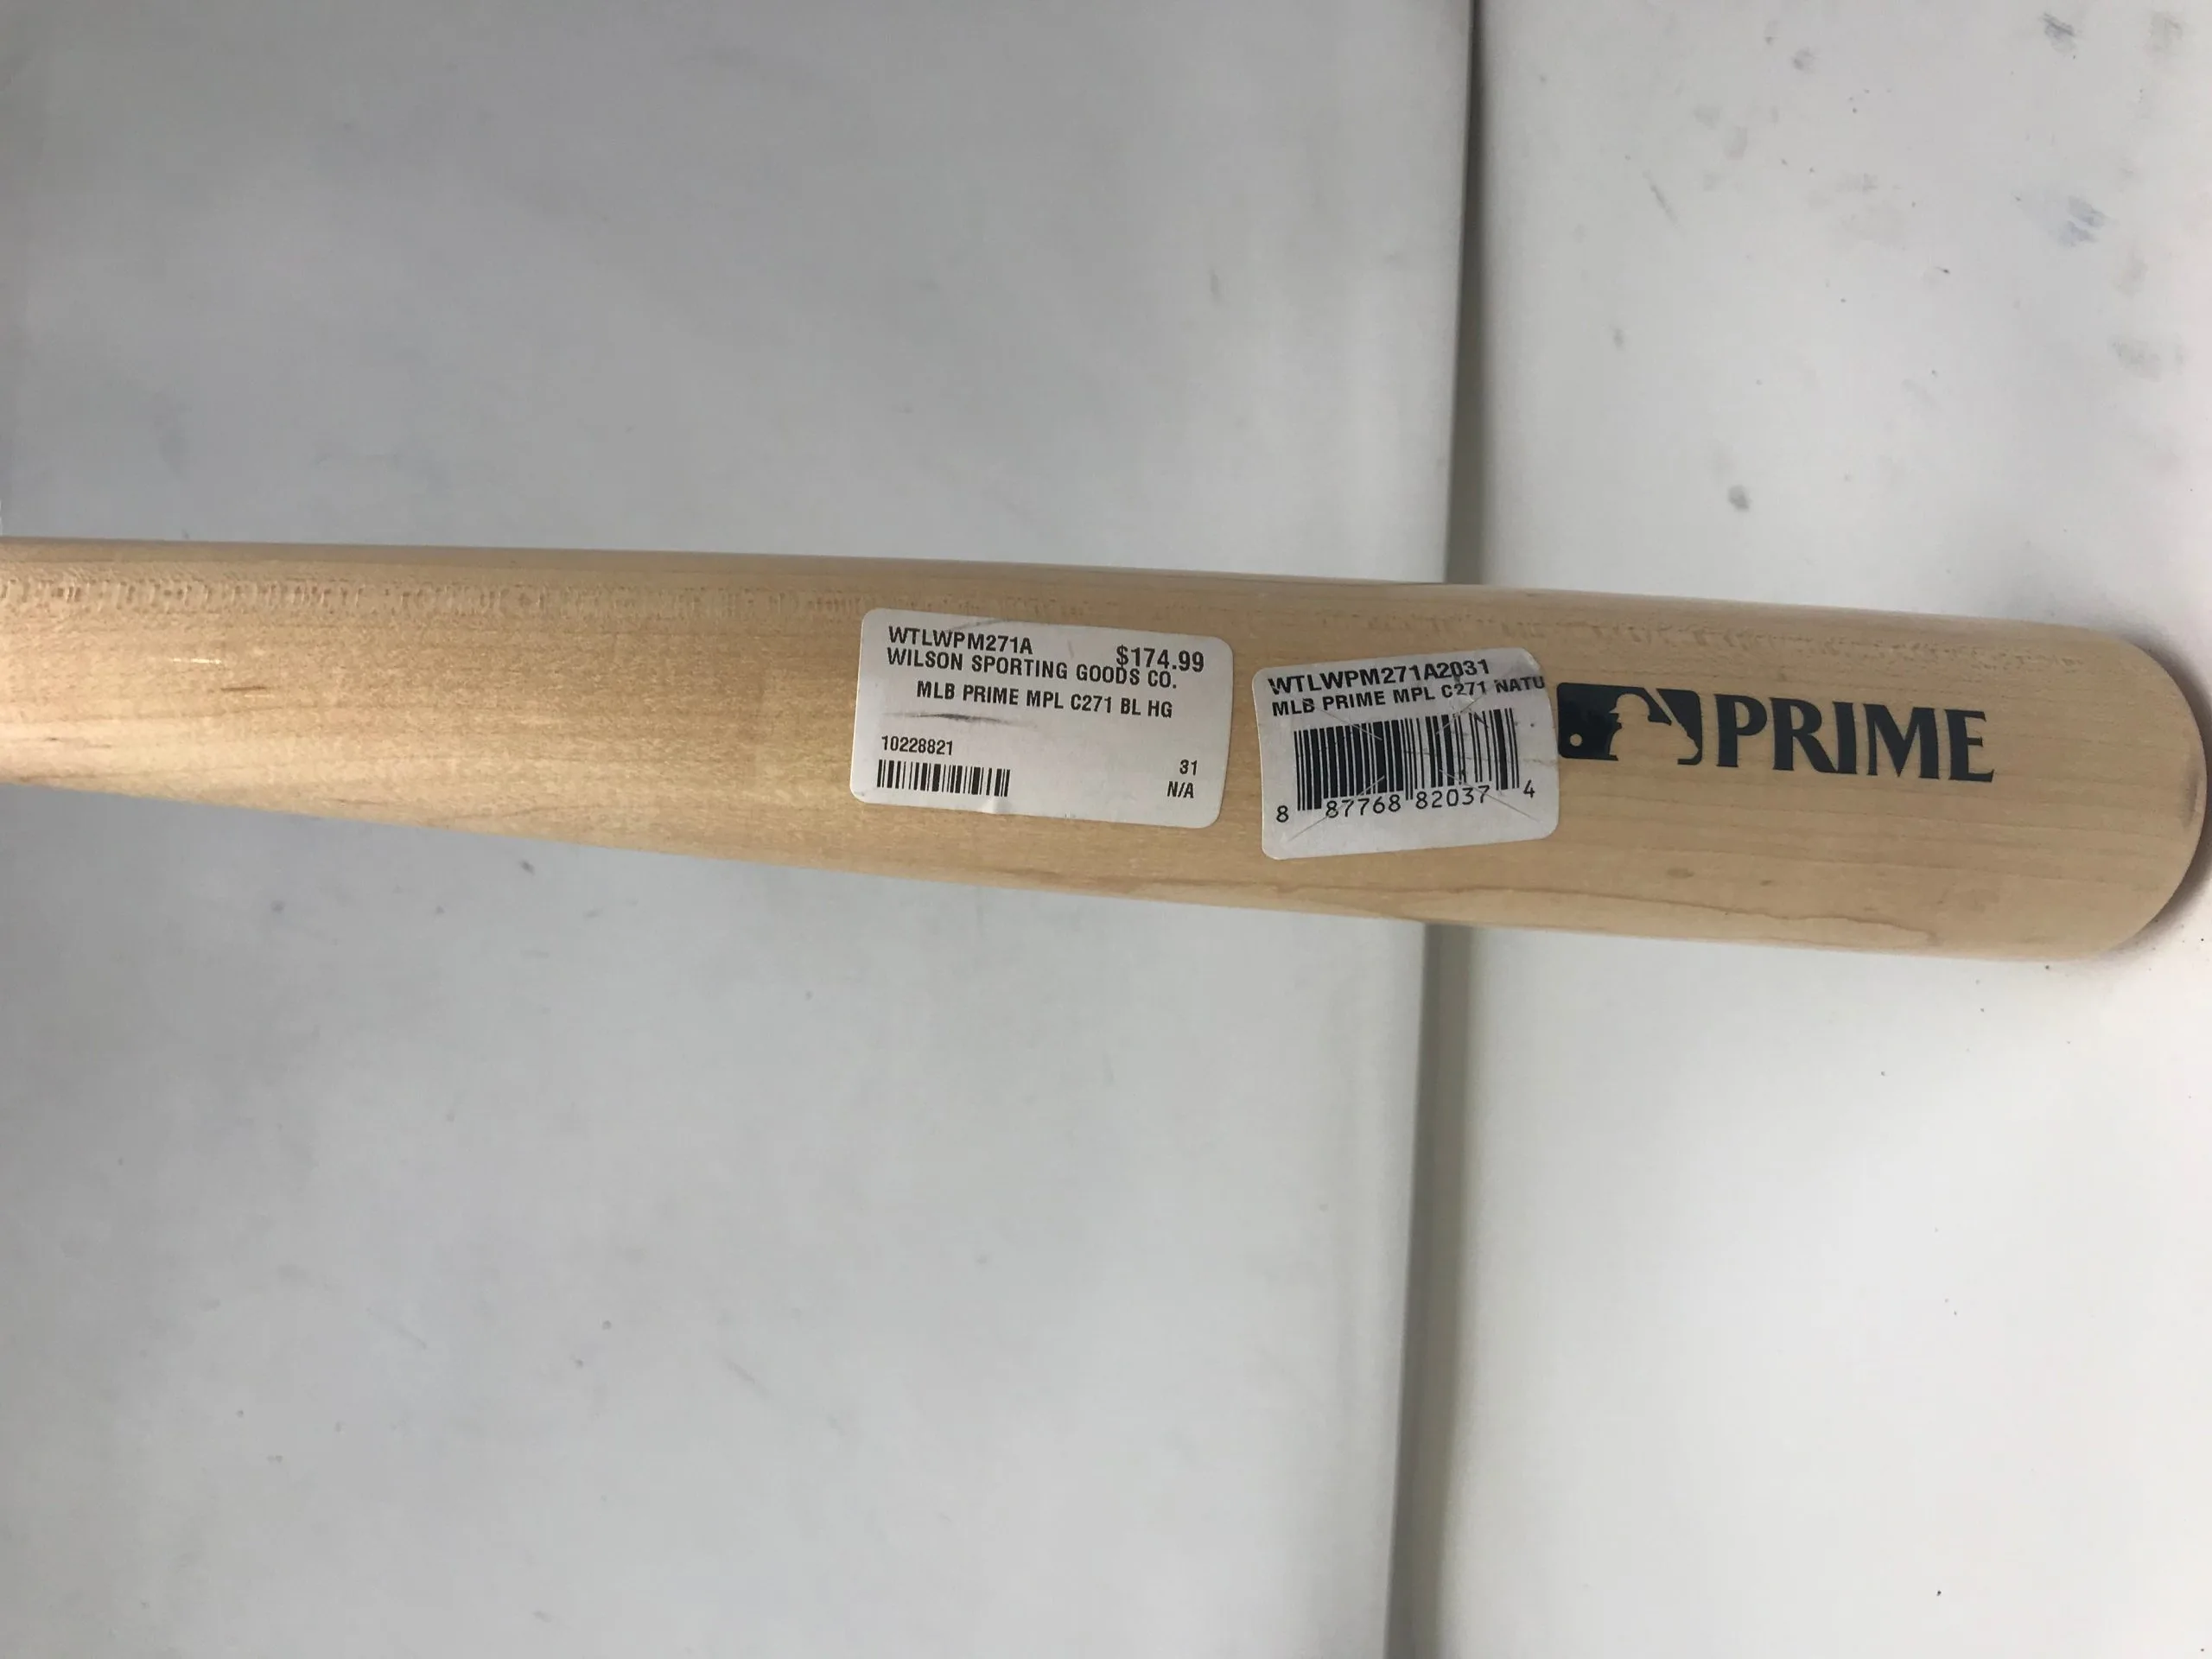 WTLWPM271A
$174.99
WILSON SPORTING GOODS CO.
MLB PRIME MPL C271 BL HG
10228821
31
N/A
WTLWPM271A2031
MLB PRIME MPL C271 NATU
8 87768 82037 4
PRIME